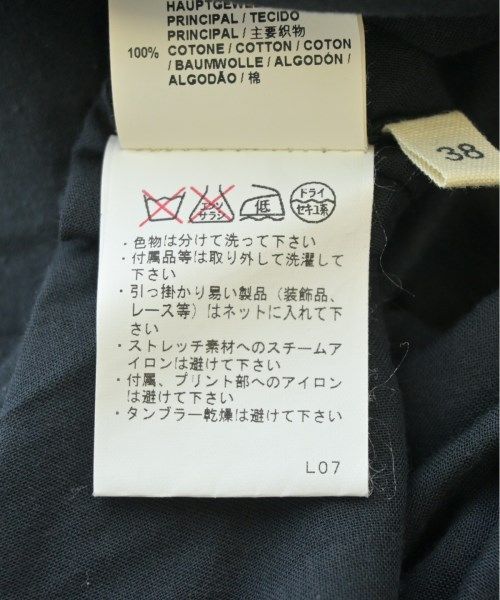 HAUPTGEWE
PRINCIPAL / TECIDO
PRINCIPAL / 主要织物
100% COTONE / COTTON / COTON
/ BAUMWOLLE / ALGODÓN /
ALGODÃO / 棉
38
エンソ
サラシ
低
ドライ
セキユ系
・色物は分けて洗って下さい
・付属品等は取り外して洗濯して
下さい
・引っ掛かり易い製品（装飾品、
レース等）はネットに入れて下
さい
・ストレッチ素材へのスチームア
イロンは避けて下さい
・付属、プリント部へのアイロン
は避けて下さい
・タンブラー乾燥は避けて下さい
L07